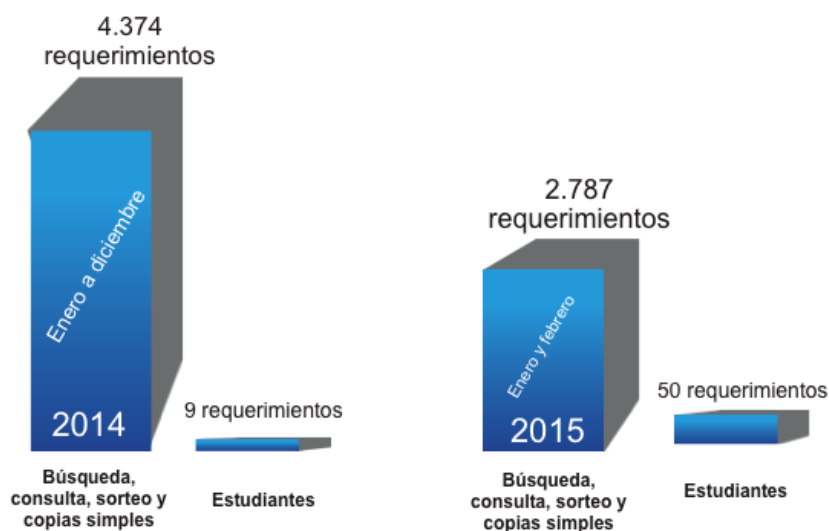 4.374
requerimientos
Enero a diciembre
2014
9 requerimientos
Búsqueda,
consulta, sorteo y
copias simples
Estudiantes
2.787
requerimientos
Enero y febrero
2015
50 requerimientos
Búsqueda,
consulta, sorteo y
copias simples
Estudiantes